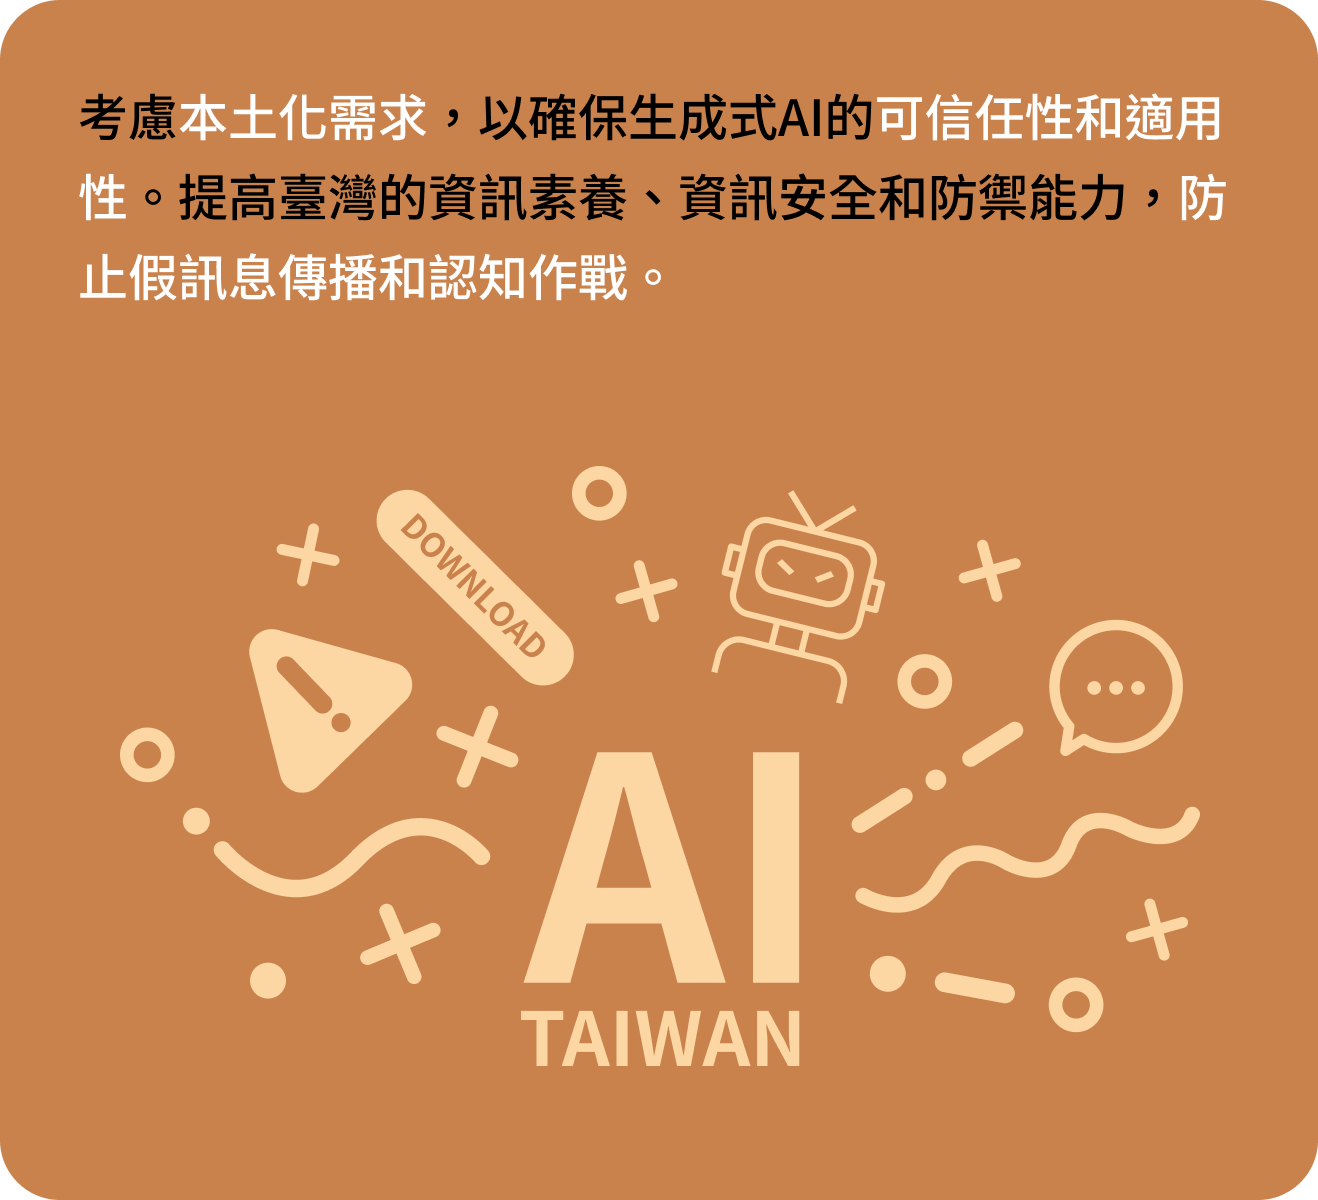 考慮本土化需求，以確保生成式AI的可信任性和適用
性。提高臺灣的資訊素養、資訊安全和防禦能力，防
止假訊息傳播和認知作戰。
DOWNLOAD
AI
TAIWAN